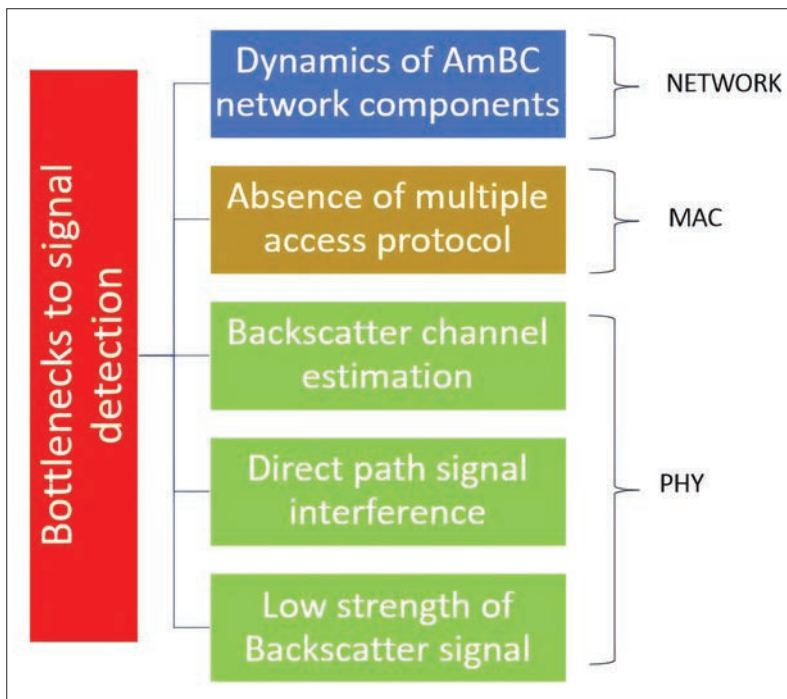 Bottlenecks to signal
detection
Dynamics of AmBC
network components
NETWORK
Absence of multiple
access protocol
MAC
Backscatter channel
estimation
Direct path signal
interference
PHY
Low strength of
Backscatter signal